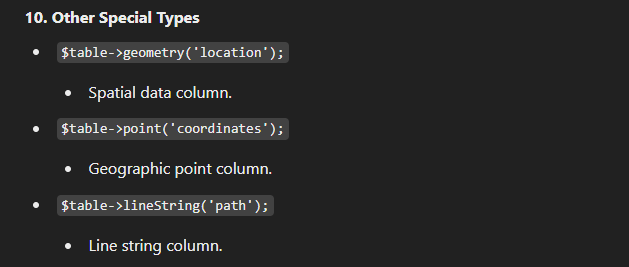 10. Other Special Types
$table->geometry('location');
Spatial data column.
$table->point('coordinates');
Geographic point column.
$table->lineString('path');
Line string column.